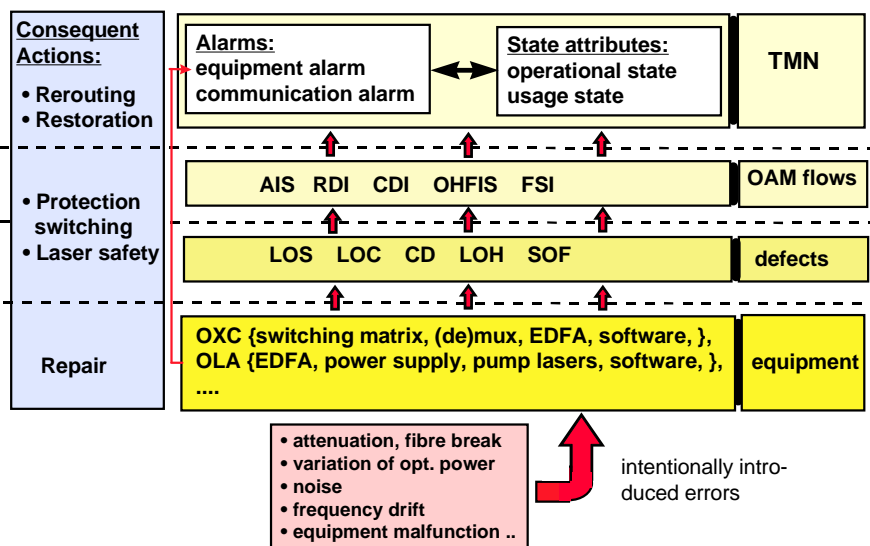 Consequent
Actions:
• Rerouting
• Restoration
• Protection
switching
• Laser safety
Repair
Alarms:
equipment alarm
communication alarm
State attributes:
operational state
usage state
TMN
AIS RDI CDI OHFIS FSI
OAM flows
LOS LOC CD LOH SOF
defects
OXC {switching matrix, (de)mux, EDFA, software, },
OLA {EDFA, power supply, pump lasers, software, },
....
equipment
• attenuation, fibre break
• variation of opt. power
• noise
• frequency drift
• equipment malfunction ..
intentionally intro-
duced errors